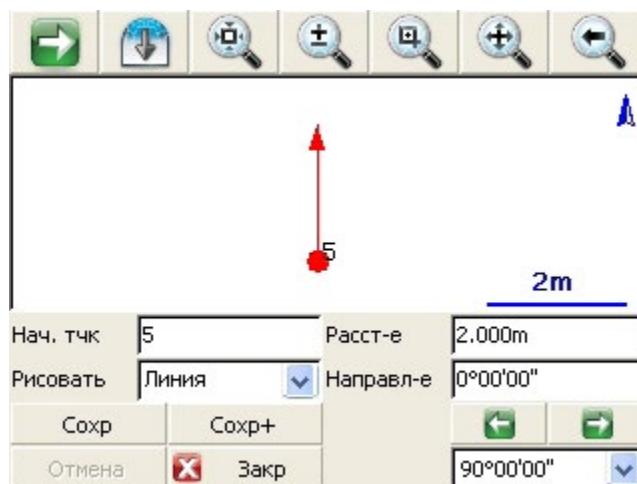 5
2m
Нач. тчк 5 Расст-е 2.000m
Рисовать Линия Направл-е 0°00'00"
Сохр Сохр+
Отмена Закр 90°00'00"